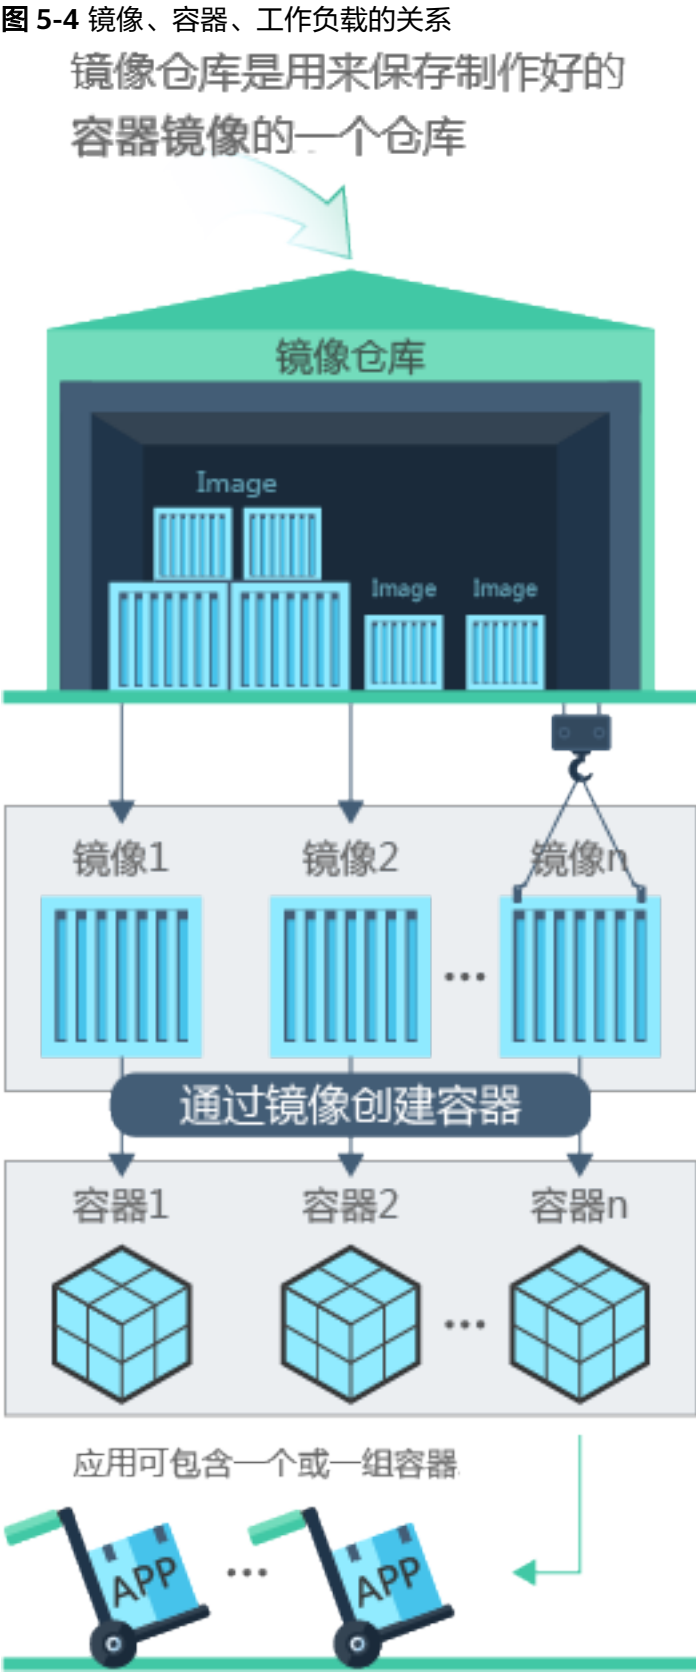 图 5-4 镜像、容器、工作负载的关系
镜像仓库是用来保存制作好的
容器镜像的一个仓库
镜像仓库
Image
Image Image
镜像1 镜像2 镜像n
...
通过镜像创建容器
容器1 容器2 容器n
...
应用可包含一个或一组容器
APP ... APP